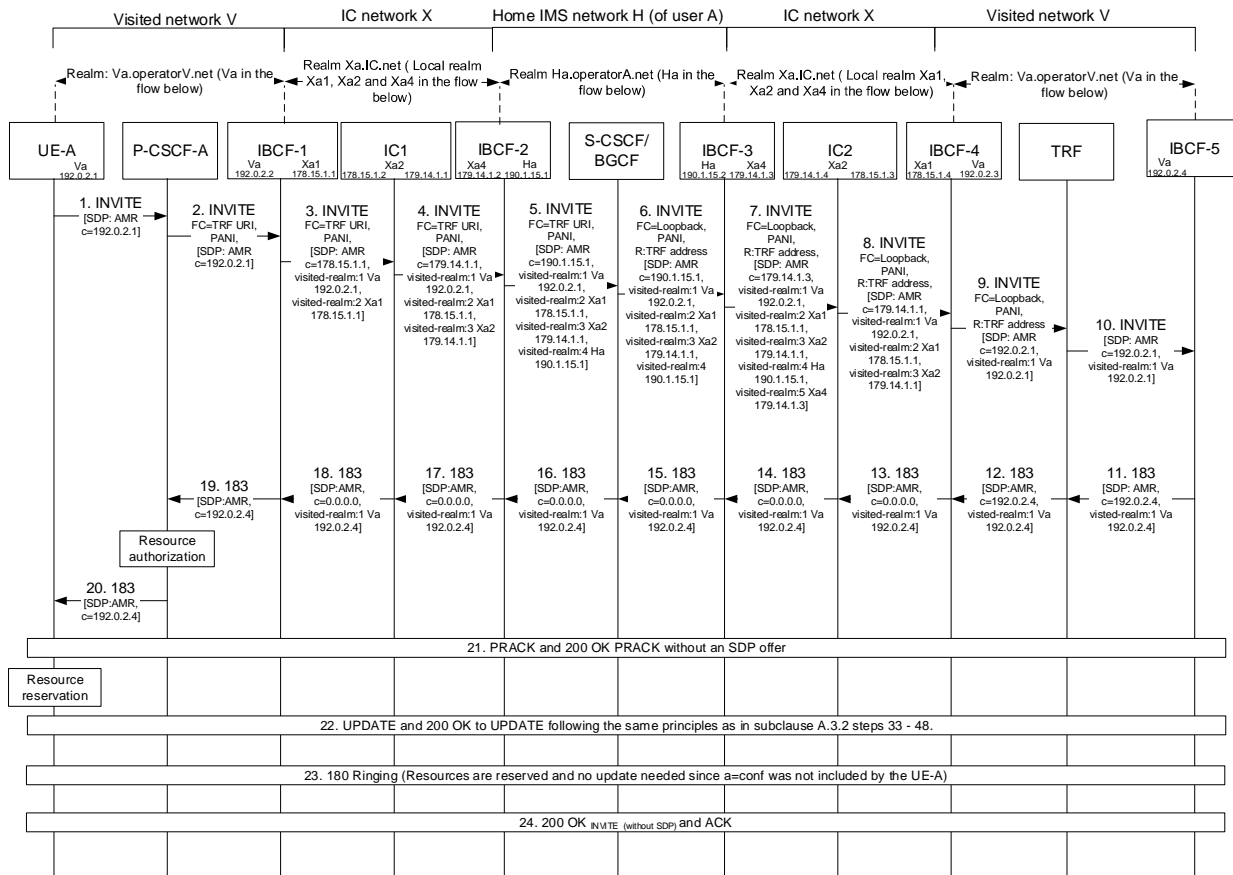 Visited network V
IC network X
Home IMS network H (of user A)
IC network X
Visited network V
Realm: Va.operatorV.net (Va in the
flow below)
Realm Xa.IC.net ( Local realm
Xa1, Xa2 and Xa4 in the flow
below)
Realm Ha.operatorA.net (Ha in the
flow below)
Realm Xa.IC.net ( Local realm Xa1,
Xa2 and Xa4 in the flow below)
Realm: Va.operatorV.net (Va in the
flow below)
UE-A
Va
192.0.2.1
P-CSCF-A
IBCF-1
Va Xa1
192.0.2.2 178.15.1.1
IC1
Xa2
178.15.1.2 179.14.1.1
IBCF-2
Xa4 Ha
179.14.1.2 190.1.15.1
S-CSCF/
BGCF
IBCF-3
Ha Xa4
190.1.15.2 179.14.1.3
IC2
Xa2
179.14.1.4 178.15.1.3
IBCF-4
Xa1 Va
178.15.1.4 192.0.2.3
TRF
IBCF-5
Va
192.0.2.4
1. INVITE
[SDP: AMR
c=192.0.2.1]
2. INVITE
FC=TRF URI,
PANI,
[SDP: AMR
c=192.0.2.1]
3. INVITE
FC=TRF URI,
PANI,
[SDP: AMR
c=178.15.1.1,
visited-realm:1 Va
192.0.2.1,
visited-realm:2 Xa1
178.15.1.1]
4. INVITE
FC=TRF URI,
PANI,
[SDP: AMR
c=179.14.1.1,
visited-realm:1 Va
192.0.2.1,
visited-realm:2 Xa1
178.15.1.1,
visited-realm:3 Xa2
179.14.1.1]
5. INVITE
FC=TRF URI,
PANI,
[SDP: AMR
c=190.1.15.1,
visited-realm:1 Va
192.0.2.1,
visited-realm:2 Xa1
178.15.1.1,
visited-realm:3 Xa2
179.14.1.1,
visited-realm:4 Ha
190.1.15.1]
6. INVITE
FC=Loopback,
PANI,
R:TRF address
[SDP: AMR
c=190.1.15.1,
visited-realm:1 Va
192.0.2.1,
visited-realm:2 Xa1
178.15.1.1,
visited-realm:3 Xa2
179.14.1.1,
visited-realm:4
190.1.15.1]
7. INVITE
FC=Loopback,
PANI,
R:TRF address,
[SDP: AMR
c=179.14.1.3,
visited-realm:1 Va
192.0.2.1,
visited-realm:2 Xa1
178.15.1.1,
visited-realm:3 Xa2
179.14.1.1,
visited-realm:4 Ha
190.1.15.1,
visited-realm:5 Xa4
179.14.1.3]
8. INVITE
FC=Loopback,
PANI,
R:TRF address,
[SDP: AMR
c=179.14.1.1,
visited-realm:1 Va
192.0.2.1,
visited-realm:2 Xa1
178.15.1.1,
visited-realm:3 Xa2
179.14.1.1]
9. INVITE
FC=Loopback,
PANI,
R:TRF address
[SDP: AMR
c=192.0.2.1,
visited-realm:1 Va
192.0.2.1]
10. INVITE
[SDP: AMR
c=192.0.2.1,
visited-realm:1 Va
192.0.2.1]
19. 183
[SDP:AMR,
c=192.0.2.4]
18. 183
[SDP:AMR,
c=0.0.0.0,
visited-realm:1 Va
192.0.2.4]
17. 183
[SDP: AMR,
c=0.0.0.0,
visited-realm:1 Va
192.0.2.4]
16. 183
[SDP:AMR,
c=0.0.0.0,
visited-realm:1 Va
192.0.2.4]
15. 183
[SDP:AMR,
c=0.0.0.0,
visited-realm:1 Va
192.0.2.4]
14. 183
[SDP:AMR,
c=0.0.0.0,
visited-realm:1 Va
192.0.2.4]
13. 183
[SDP:AMR,
c=0.0.0.0,
visited-realm:1 Va
192.0.2.4]
12. 183
[SDP:AMR,
c=192.0.2.4,
visited-realm:1 Va
192.0.2.4]
11. 183
[SDP: AMR,
c=192.0.2.4,
visited-realm:1 Va
192.0.2.4]
Resource
authorization
20. 183
[SDP:AMR,
c=192.0.2.4]
21. PRACK and 200 OK PRACK without an SDP offer
Resource
reservation
22. UPDATE and 200 OK to UPDATE following the same principles as in subclause A.3.2 steps 33 - 48.
23. 180 Ringing (Resources are reserved and no update needed since a=conf was not included by the UE-A)
24. 200 OK INVITE (without SDP) and ACK